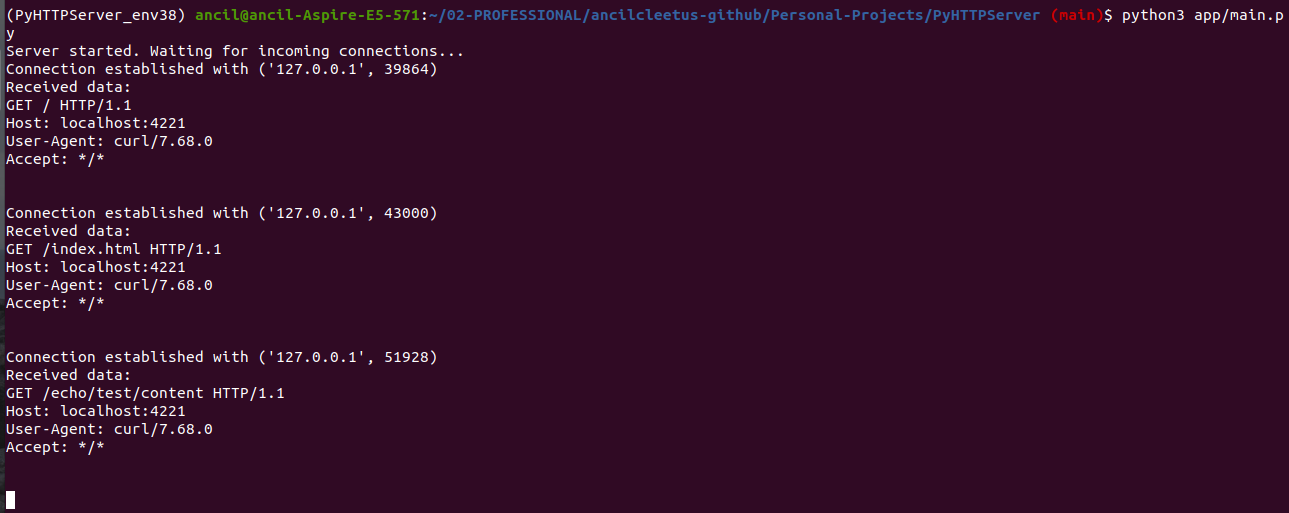 (PyHTTPServer_env38) ancil@ancil-Aspire-E5-571:~/02-PROFESSIONAL/ancilcleetus-github/Personal-Projects/PyHTTPServer (main)$ python3 app/main.p
y
Server started. Waiting for incoming connections...
Connection established with ('127.0.0.1', 39864)
Received data:
GET / HTTP/1.1
Host: localhost:4221
User-Agent: curl/7.68.0
Accept: */*
Connection established with ('127.0.0.1', 43000)
Received data:
GET /index.html HTTP/1.1
Host: localhost:4221
User-Agent: curl/7.68.0
Accept: */*
Connection established with ('127.0.0.1', 51928)
Received data:
GET /echo/test/content HTTP/1.1
Host: localhost:4221
User-Agent: curl/7.68.0
Accept: */*